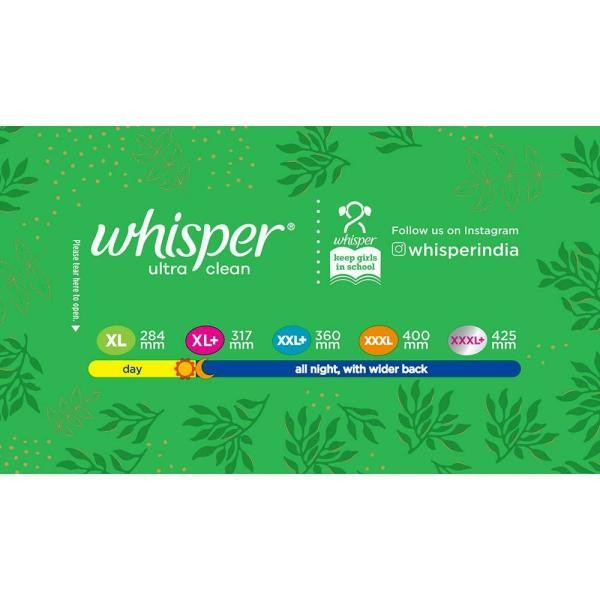 whisper®
ultra clean
whisper
keep girls
in school
Follow us on Instagram
whisperindia
Please tear here to open.
XL 284 mm
XL+ 317 mm
XXL+ 360 mm
XXXL 400 mm
XXXL+ 425 mm
day
all night, with wider back